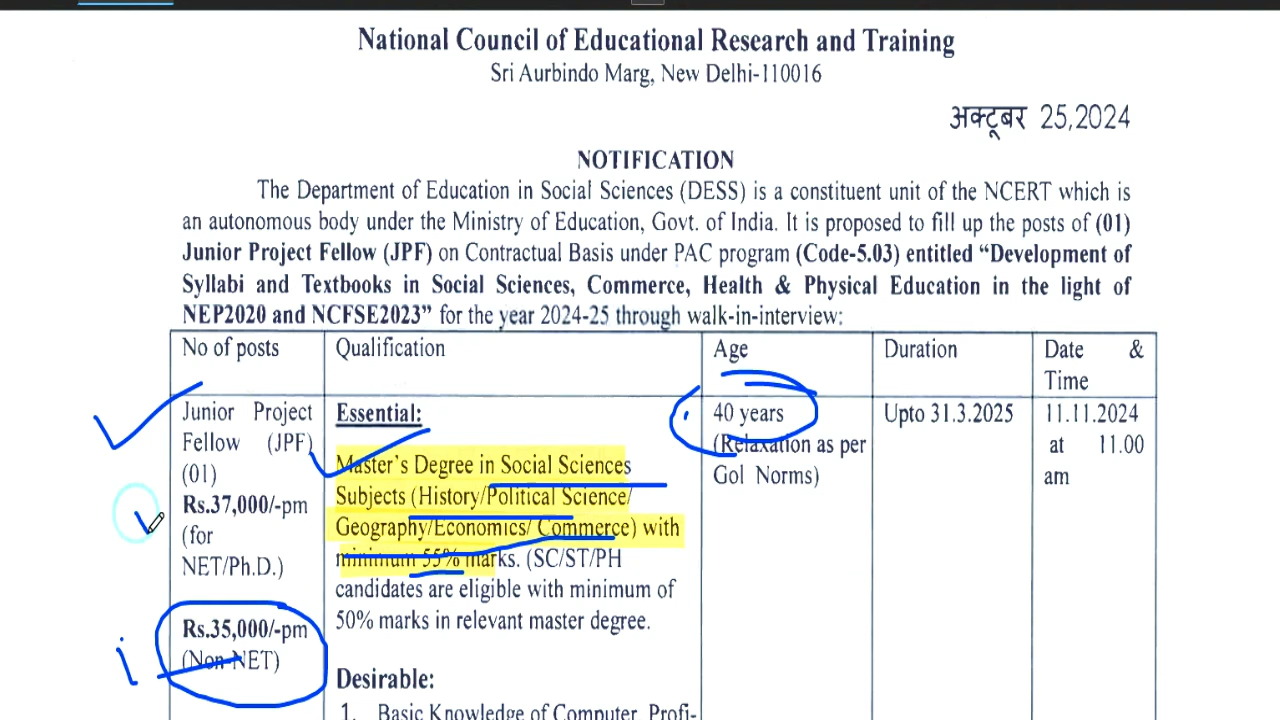 National Council of Educational Research and Training
Sri Aurbindo Marg, New Delhi-110016
अक्टूबर 25,2024
NOTIFICATION
The Department of Education in Social Sciences (DESS) is a constituent unit of the NCERT which is
an autonomous body under the Ministry of Education, Govt. of India. It is proposed to fill up the posts of (01)
Junior Project Fellow (JPF) on Contractual Basis under PAC program (Code-5.03) entitled “Development of
Syllabi and Textbooks in Social Sciences, Commerce, Health & Physical Education in the light of
NEP2020 and NCFSE2023” for the year 2024-25 through walk-in-interview:
No of posts
Qualification
Age
Duration
Date &
Time
Junior Project
Fellow (JPF)
(01)
Rs.37,000/-pm
(for
NET/Ph.D.)
Rs.35,000/-pm
(Non-NET)
Essential:
Master's Degree in Social Sciences
Subjects (History/Political Science/
Geography/Economics/ Commerce) with
minimum 55% marks. (SC/ST/PH
candidates are eligible with minimum of
50% marks in relevant master degree.
Desirable:
1. Basic Knowledge of Computer, Profi-
40 years
(Relaxation as per
GoI Norms)
Upto 31.3.2025
11.11.2024
at 11.00
am